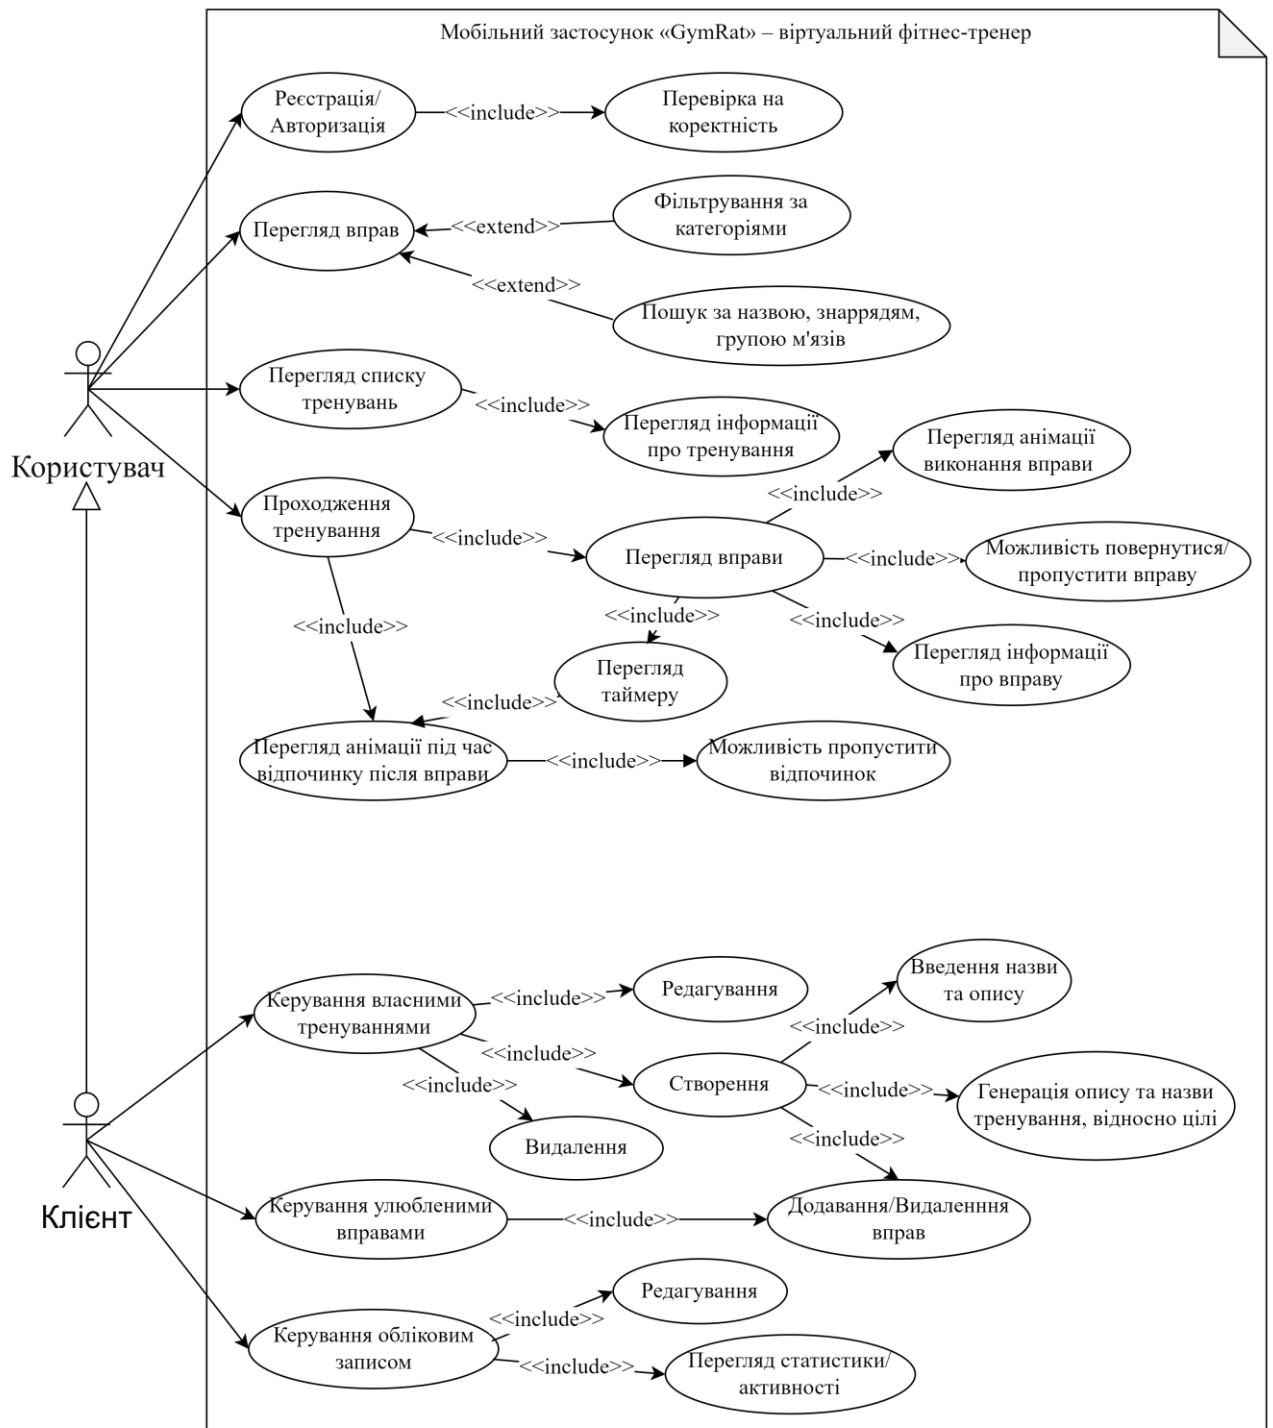 Мобільний застосунок «GymRat» – віртуальний фітнес-тренер
Реєстрація/
Авторизація
<<include>>
Перевірка на
коректність
Перегляд вправ
<<extend>>
Фільтрування за
категоріями
<<extend>>
Пошук за назвою, знаррядям,
групою м'язів
Користувач
Перегляд списку
тренувань
<<include>>
Перегляд інформації
про тренування
Перегляд анімації
виконання вправи
<<include>>
Проходження
тренування
<<include>>
Перегляд вправи
<<include>>
Можливість повернутися/
пропустити вправу
<<include>>
<<include>>
<<include>>
Перегляд інформації
про вправу
Перегляд
таймеру
<<include>>
Перегляд анімації під час
відпочинку після вправи
<<include>>
Можливість пропустити
відпочинок
Керування власними
тренуваннями
<<include>>
Редагування
Введення назви
та опису
<<include>>
<<include>>
Створення
<<include>>
Генерація опису та назви
тренування, відносно цілі
<<include>>
Видалення
<<include>>
Клієнт
Керування улюбленими
вправами
<<include>>
Додавання/Видаленння
вправ
Керування обліковим
записом
<<include>>
Редагування
<<include>>
Перегляд статистики/
активності